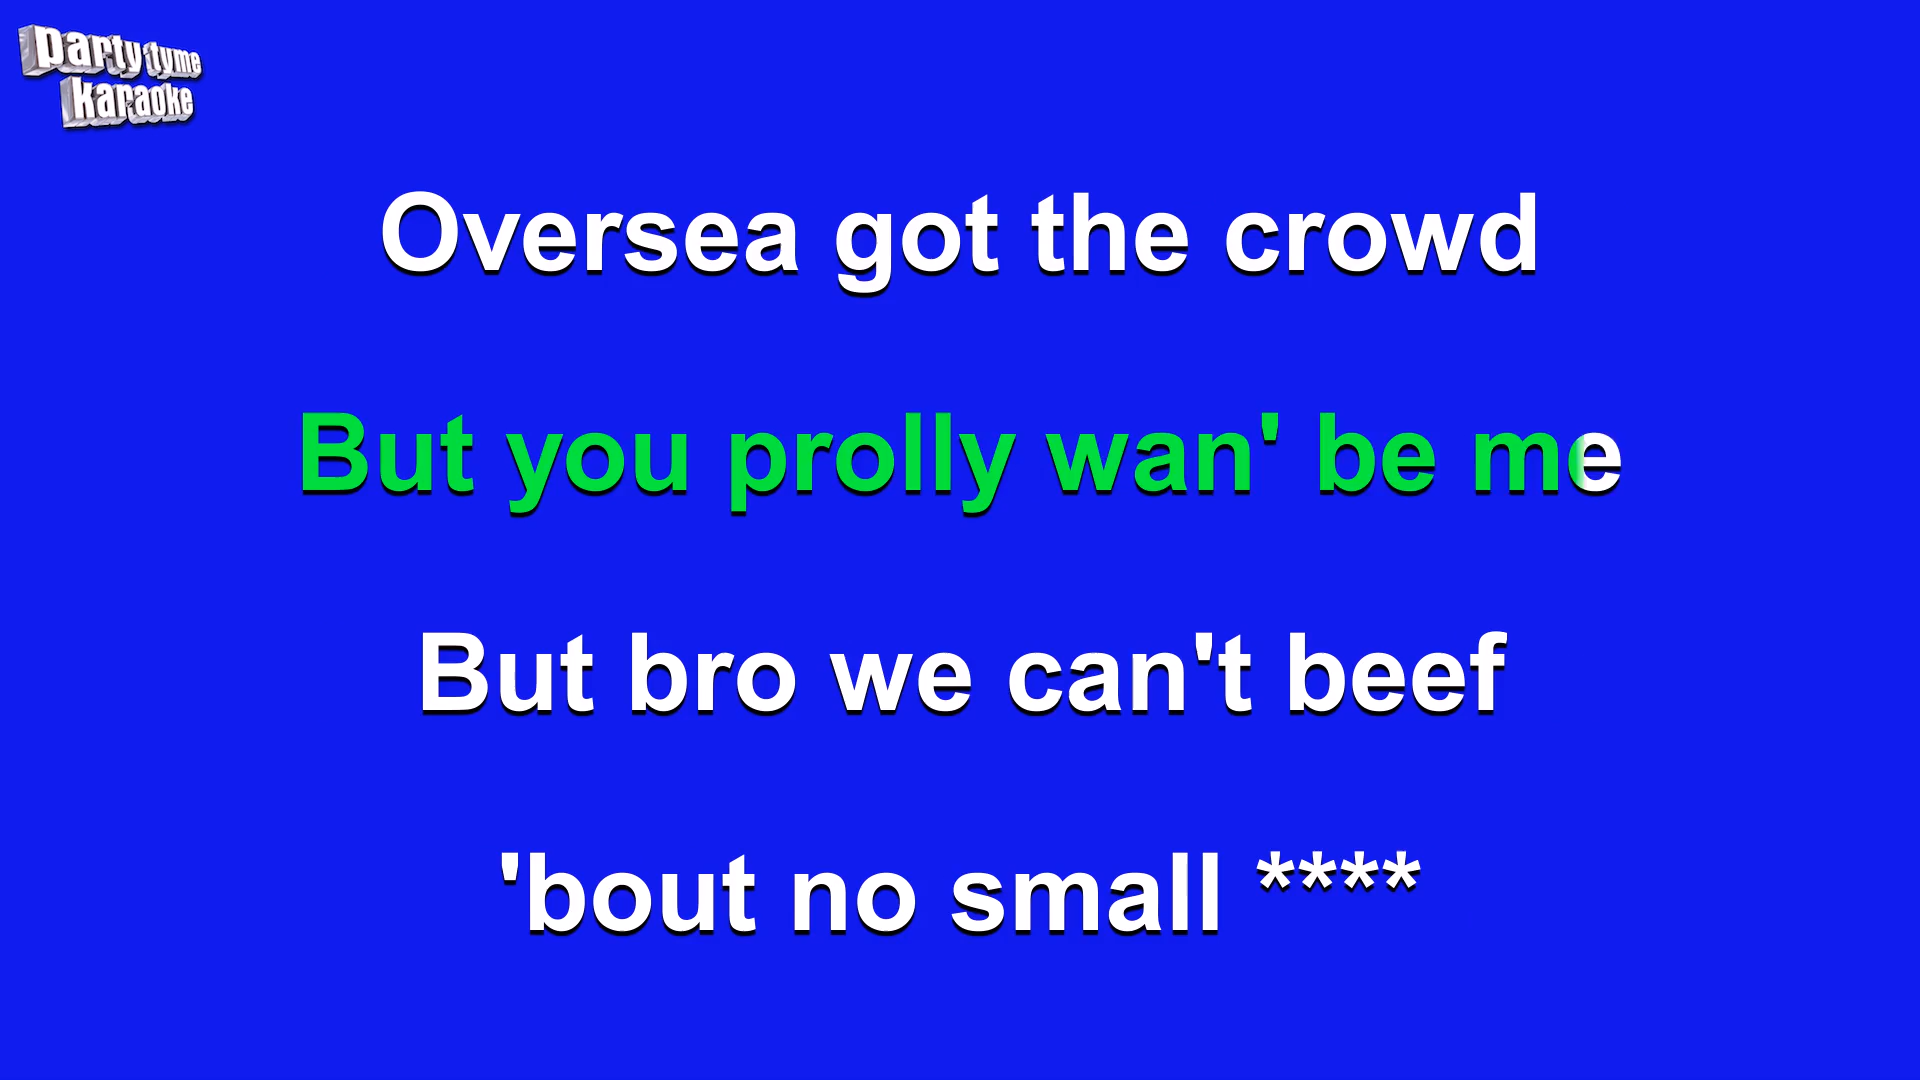 party tyme
karaoke
Oversea got the crowd
But you prolly wan' be me
But bro we can't beef
'bout no small ****